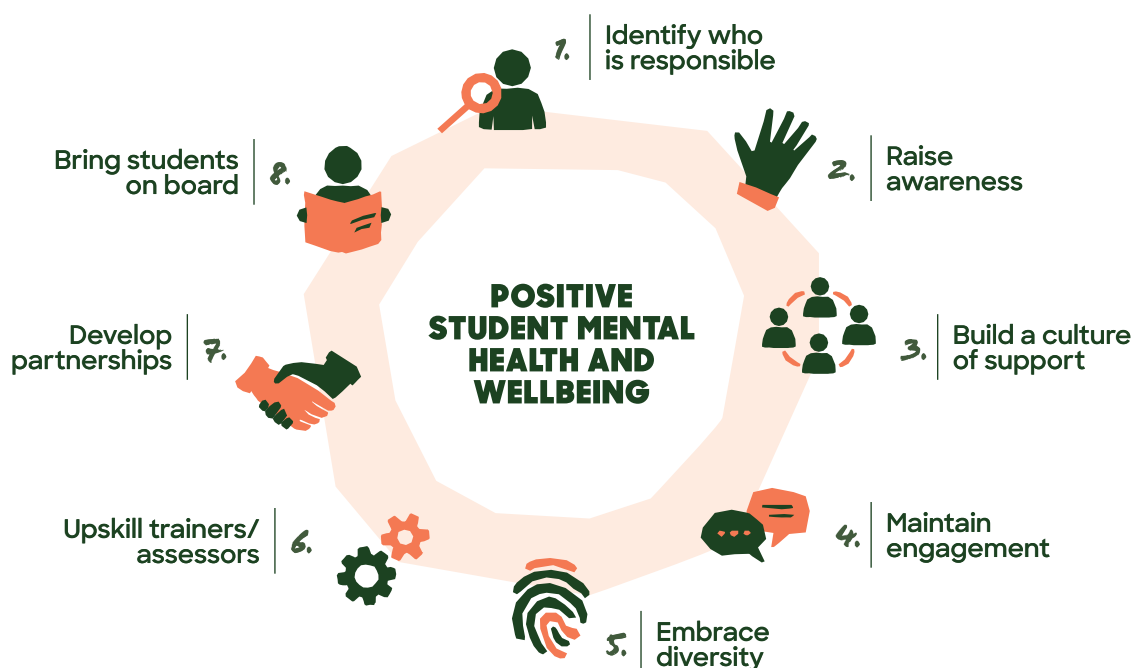 1.
Identify who
is responsible
2.
Raise
awareness
3.
Build a culture
of support
4.
Maintain
engagement
5.
Embrace
diversity
6.
Upskill trainers/
assessors
7.
Develop
partnerships
8.
Bring students
on board
POSITIVE
STUDENT MENTAL
HEALTH AND
WELLBEING